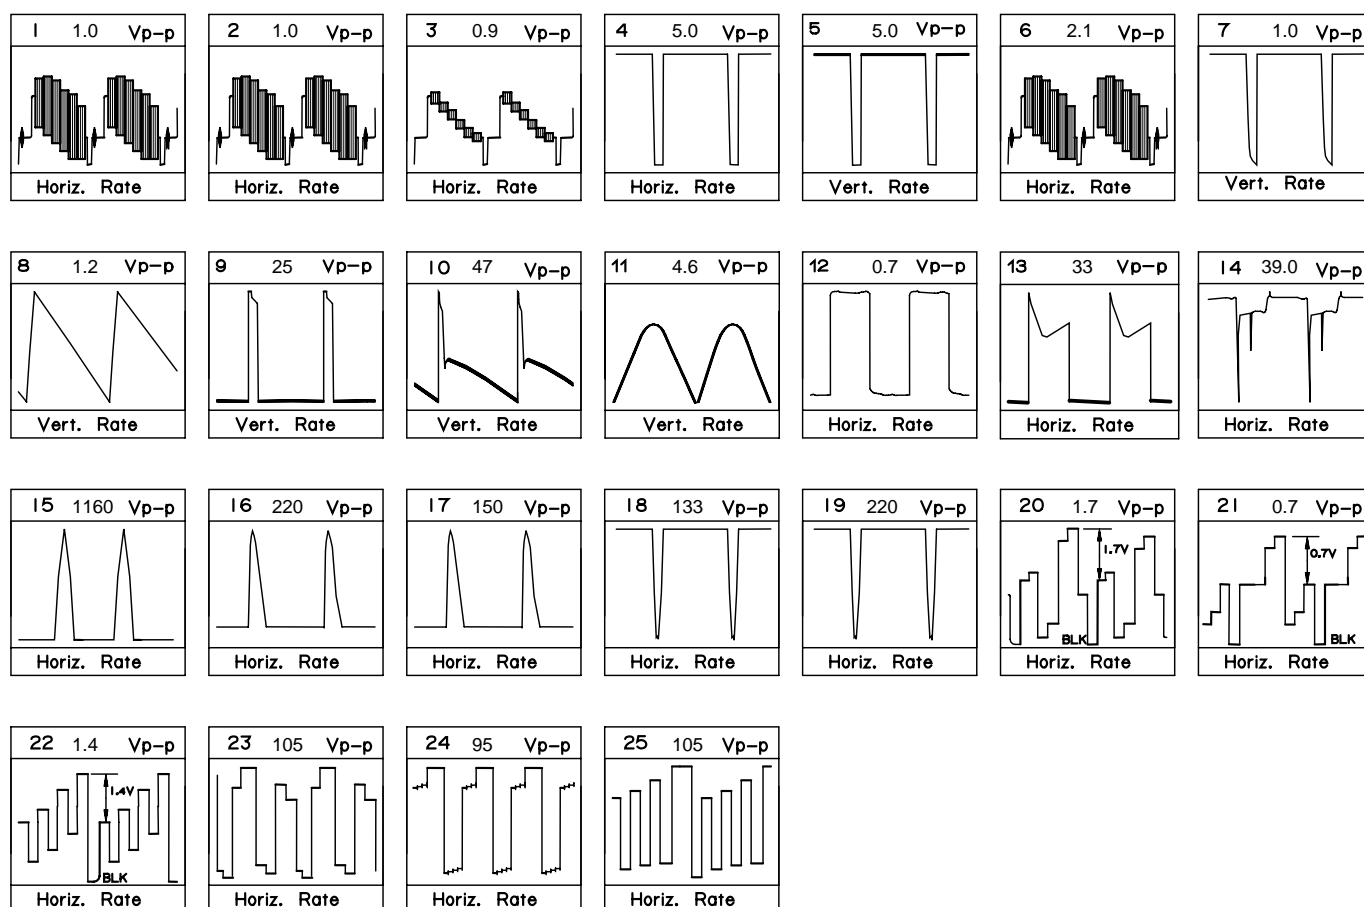 1 1.0 Vp-p
Horiz. Rate
2 1.0 Vp-p
Horiz. Rate
3 0.9 Vp-p
Horiz. Rate
4 5.0 Vp-p
Horiz. Rate
5 5.0 Vp-p
Vert. Rate
6 2.1 Vp-p
Horiz. Rate
7 1.0 Vp-p
Vert. Rate
8 1.2 Vp-p
Vert. Rate
9 25 Vp-p
Vert. Rate
10 47 Vp-p
Vert. Rate
11 4.6 Vp-p
Vert. Rate
12 0.7 Vp-p
Horiz. Rate
13 33 Vp-p
Horiz. Rate
14 39.0 Vp-p
Horiz. Rate
15 1160 Vp-p
Horiz. Rate
16 220 Vp-p
Horiz. Rate
17 150 Vp-p
Horiz. Rate
18 133 Vp-p
Horiz. Rate
19 220 Vp-p
Horiz. Rate
20 1.7 Vp-p
1.7V
BLK
Horiz. Rate
21 0.7 Vp-p
0.7V
BLK
Horiz. Rate
22 1.4 Vp-p
1.4V
BLK
Horiz. Rate
23 105 Vp-p
Horiz. Rate
24 95 Vp-p
Horiz. Rate
25 105 Vp-p
Horiz. Rate